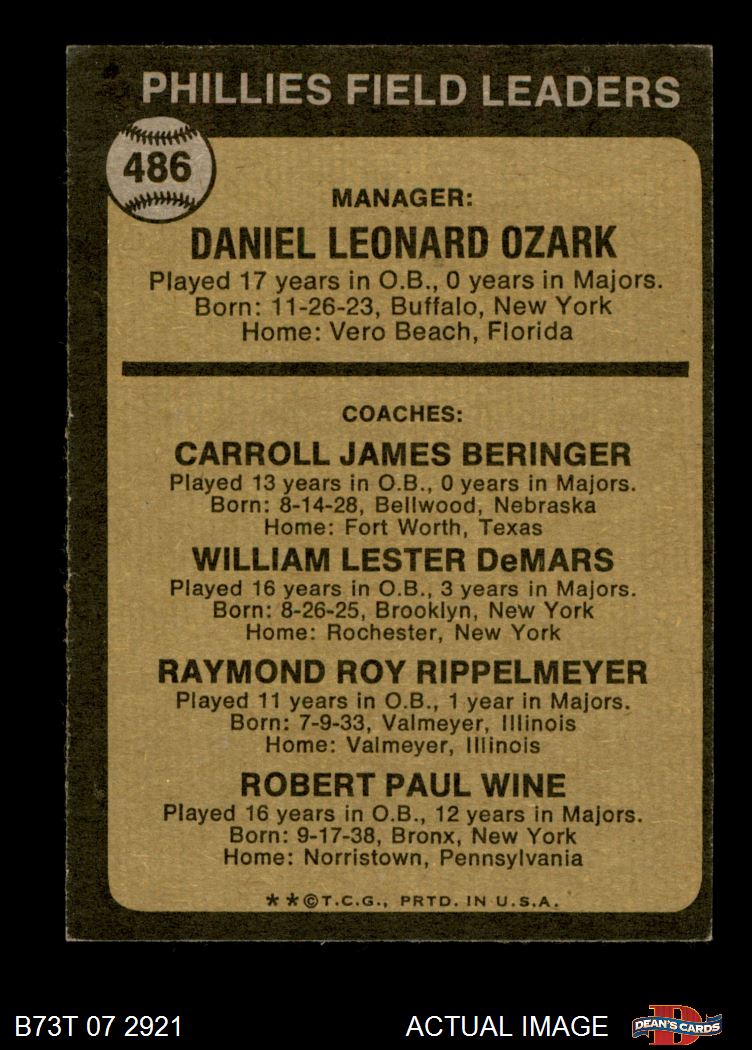 PHILLIES FIELD LEADERS
486
MANAGER:
DANIEL LEONARD OZARK
Played 17 years in O.B., 0 years in Majors.
Born: 11-26-23, Buffalo, New York
Home: Vero Beach, Florida
COACHES:
CARROLL JAMES BERINGER
Played 13 years in O.B., 0 years in Majors.
Born: 8-14-28, Bellwood, Nebraska
Home: Fort Worth, Texas
WILLIAM LESTER DeMARS
Played 16 years in O.B., 3 years in Majors.
Born: 8-26-25, Brooklyn, New York
Home: Rochester, New York
RAYMOND ROY RIPPELMEYER
Played 11 years in O.B., 1 year in Majors.
Born: 7-9-33, Valmeyer, Illinois
Home: Valmeyer, Illinois
ROBERT PAUL WINE
Played 16 years in O.B., 12 years in Majors.
Born: 9-17-38, Bronx, New York
Home: Norristown, Pennsylvania
**©T.C.G., PRTD. IN U.S.A.
B73T 07 2921 ACTUAL IMAGE D DEAN'S CARDS